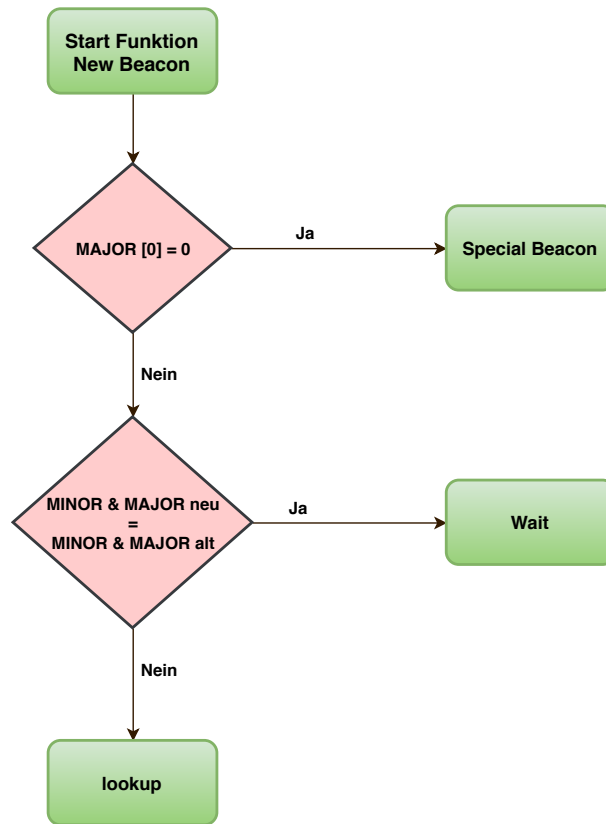 Start Funktion
New Beacon
MAJOR [0] = 0
Ja
Special Beacon
Nein
MINOR & MAJOR neu
=
MINOR & MAJOR alt
Ja
Wait
Nein
lookup